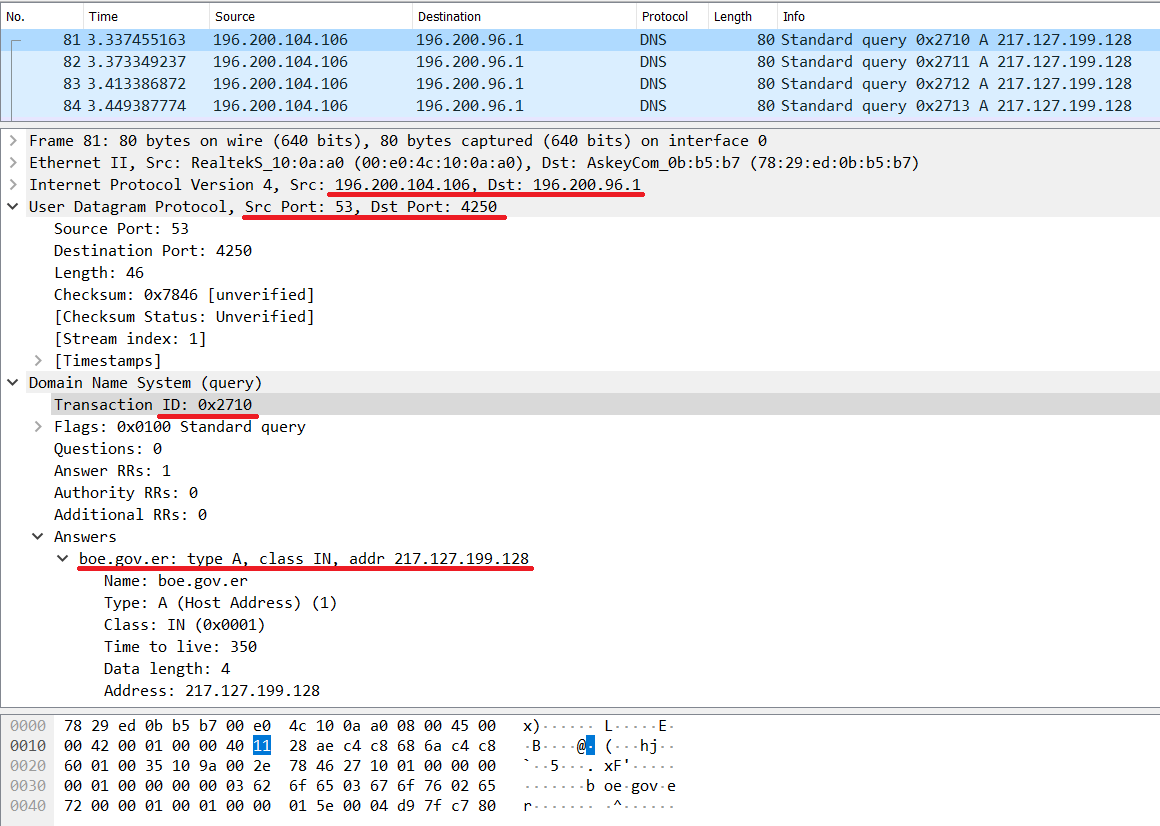 No. Time Source Destination Protocol Length Info
81 3.337455163 196.200.104.106 196.200.96.1 DNS 80 Standard query 0x2710 A 217.127.199.128
82 3.373349237 196.200.104.106 196.200.96.1 DNS 80 Standard query 0x2711 A 217.127.199.128
83 3.413386872 196.200.104.106 196.200.96.1 DNS 80 Standard query 0x2712 A 217.127.199.128
84 3.449387774 196.200.104.106 196.200.96.1 DNS 80 Standard query 0x2713 A 217.127.199.128
Frame 81: 80 bytes on wire (640 bits), 80 bytes captured (640 bits) on interface 0
Ethernet II, Src: RealtekS_10:0a:a0 (00:e0:4c:10:0a:a0), Dst: AskeyCom_0b:b5:b7 (78:29:ed:0b:b5:b7)
Internet Protocol Version 4, Src: 196.200.104.106, Dst: 196.200.96.1
User Datagram Protocol, Src Port: 53, Dst Port: 4250
Source Port: 53
Destination Port: 4250
Length: 46
Checksum: 0x7846 [unverified]
[Checksum Status: Unverified]
[Stream index: 1]
[Timestamps]
Domain Name System (query)
Transaction ID: 0x2710
Flags: 0x0100 Standard query
Questions: 0
Answer RRs: 1
Authority RRs: 0
Additional RRs: 0
Answers
boe.gov.er: type A, class IN, addr 217.127.199.128
Name: boe.gov.er
Type: A (Host Address) (1)
Class: IN (0x0001)
Time to live: 350
Data length: 4
Address: 217.127.199.128
0000 78 29 ed 0b b5 b7 00 e0 4c 10 0a a0 08 00 45 00 x)······ L·····E·
0010 00 42 00 01 00 00 40 11 28 ae c4 c8 68 6a c4 c8 ·B····@· (···hj··
0020 60 01 00 35 10 9a 00 2e 78 46 27 10 01 00 00 00 `··5···. xF'·····
0030 00 01 00 00 00 00 03 62 6f 65 03 67 6f 76 02 65 ·······b oe·gov·e
0040 72 00 00 01 00 01 00 00 01 5e 00 04 d9 7f c7 80 r······· ·^······